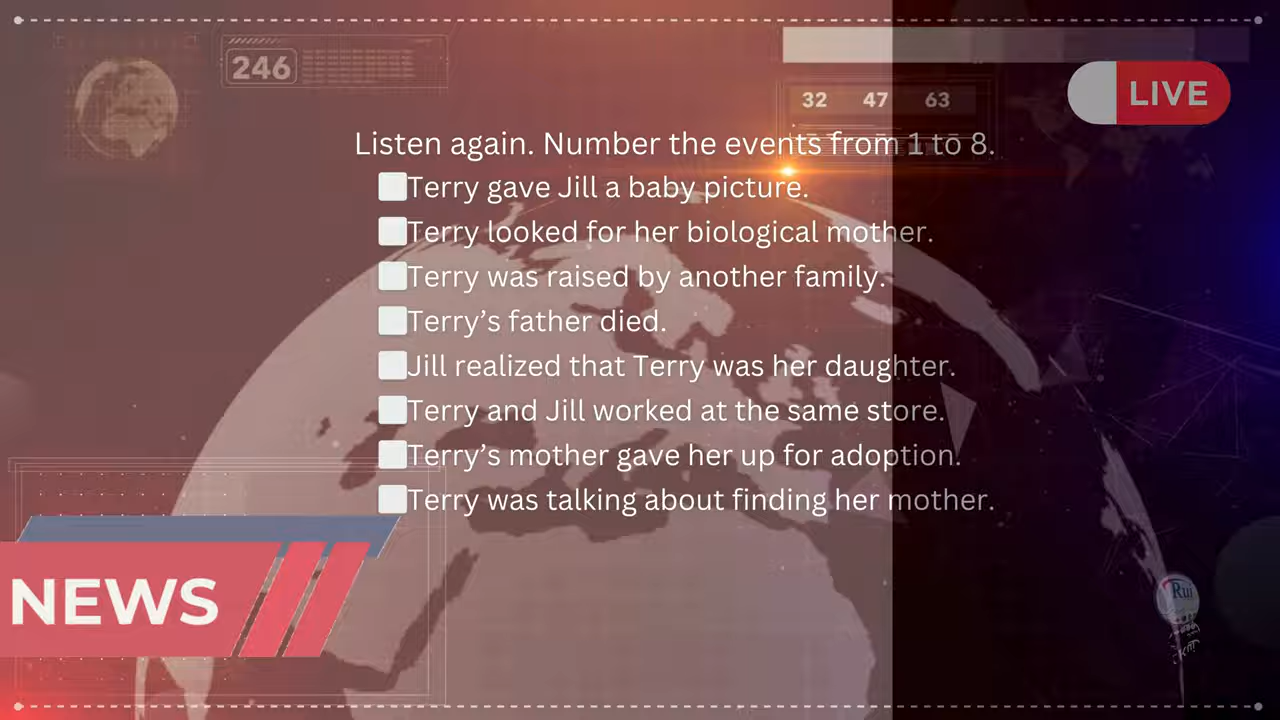 246
32 47 63
LIVE
Listen again. Number the events from 1 to 8.
Terry gave Jill a baby picture.
Terry looked for her biological mother.
Terry was raised by another family.
Terry’s father died.
Jill realized that Terry was her daughter.
Terry and Jill worked at the same store.
Terry’s mother gave her up for adoption.
Terry was talking about finding her mother.
NEWS
Rui